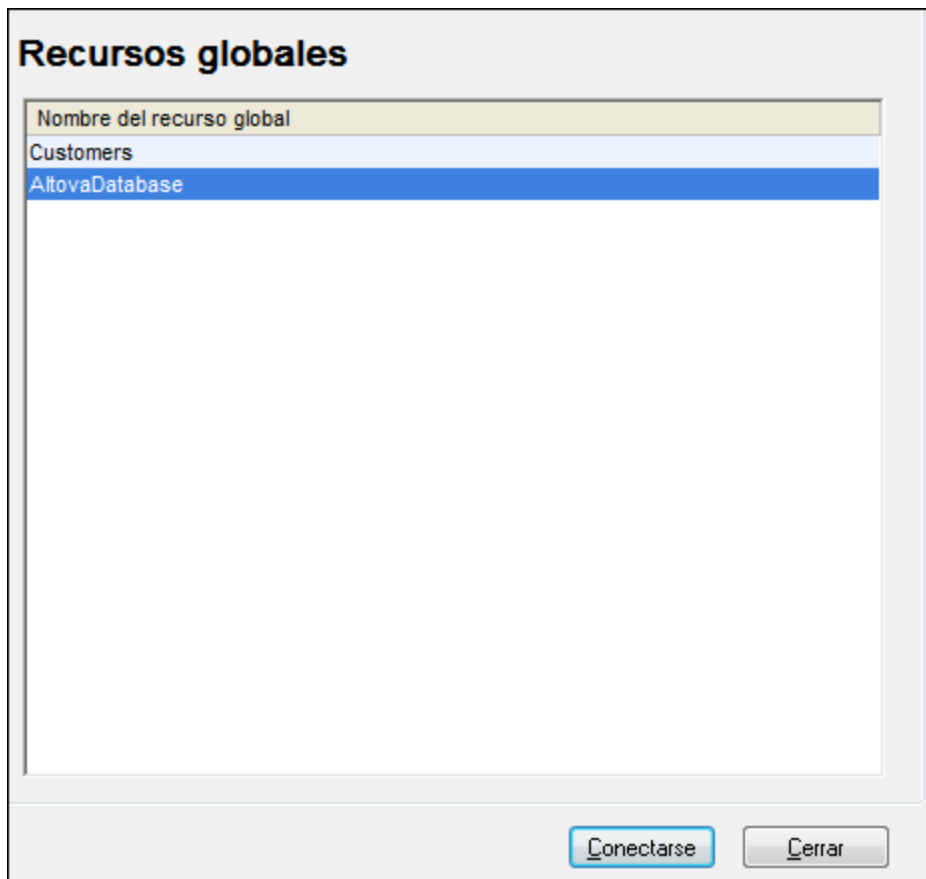 Recursos globales
Nombre del recurso global
Customers
AltovaDatabase
Conectarse
Cerrar